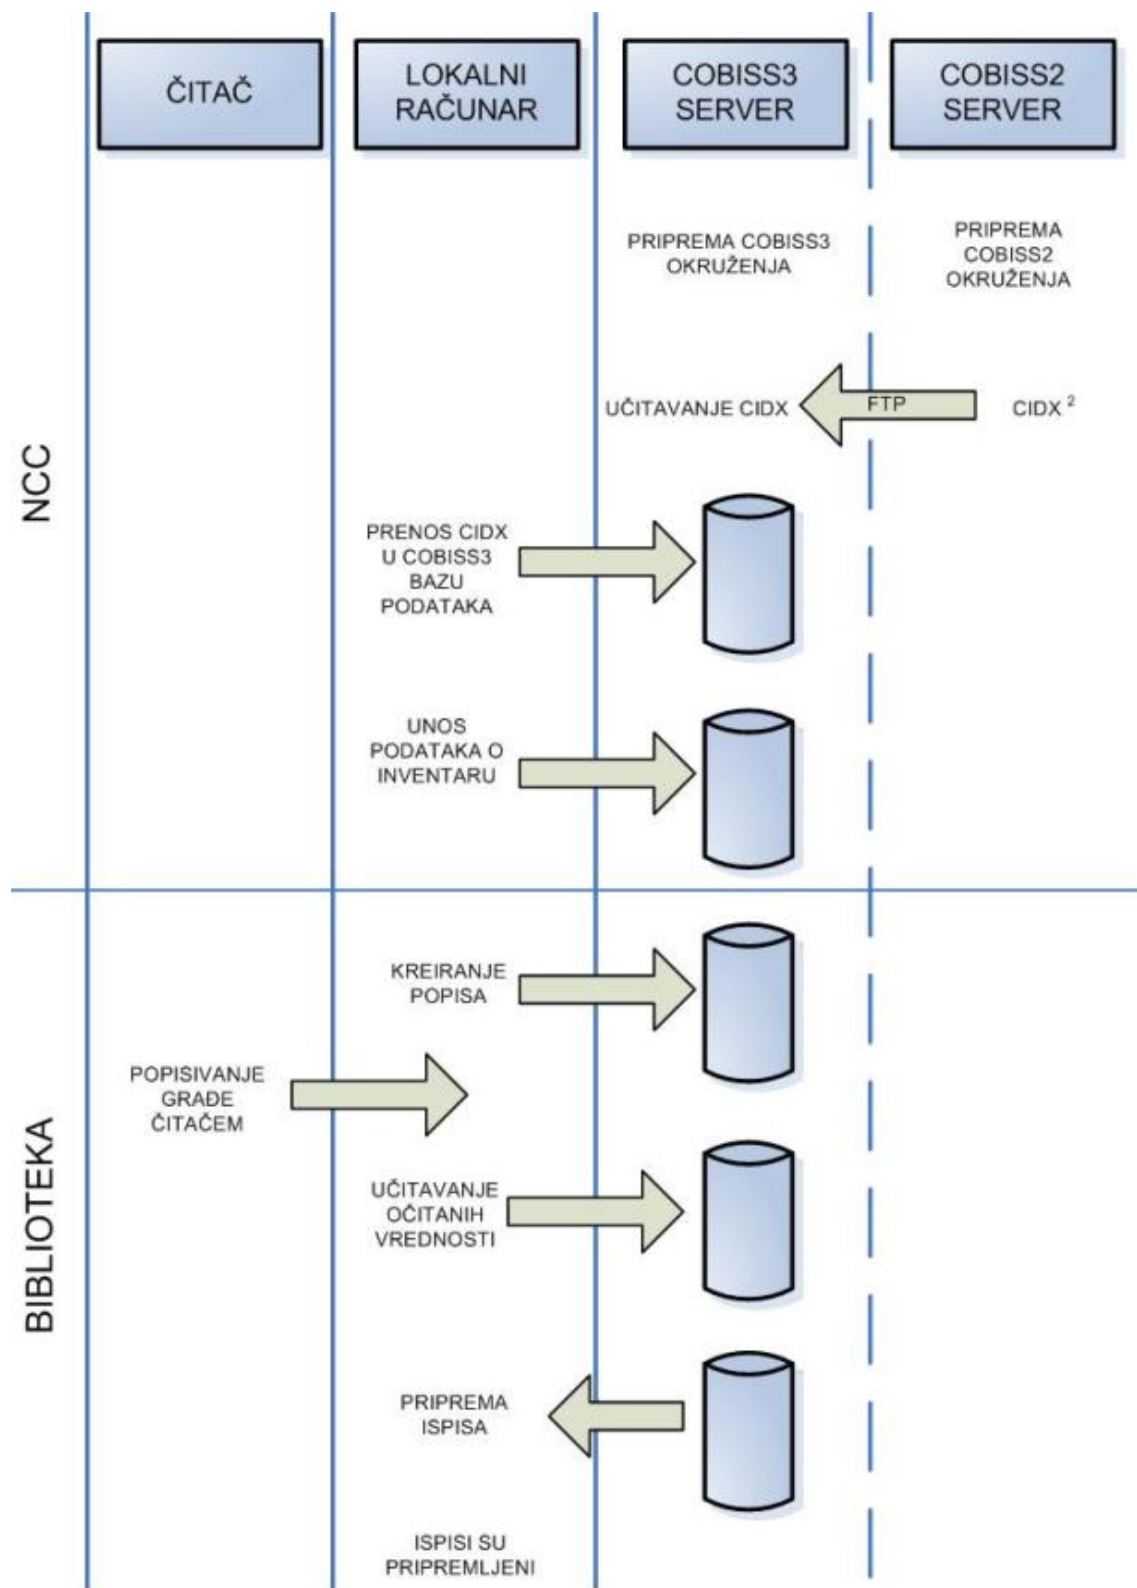 ČITAČ
LOKALNI
RAČUNAR
COBISS3
SERVER
COBISS2
SERVER
PRIPREMA COBISS3
OKRUŽENJA
PRIPREMA
COBISS2
OKRUŽENJA
NCC
UČITAVANJE CIDX
FTP
CIDX ²
PRENOS CIDX
U COBISS3
BAZU
PODATAKA
UNOS
PODATAKA O
INVENTARU
BIBLIOTEKA
KREIRANJE
POPISA
POPISIVANJE
GRAĐE
ČITAČEM
UČITAVANJE
OČITANIH
VREDNOSTI
PRIPREMA
ISPISA
ISPISI SU
PRIPREMLJENI